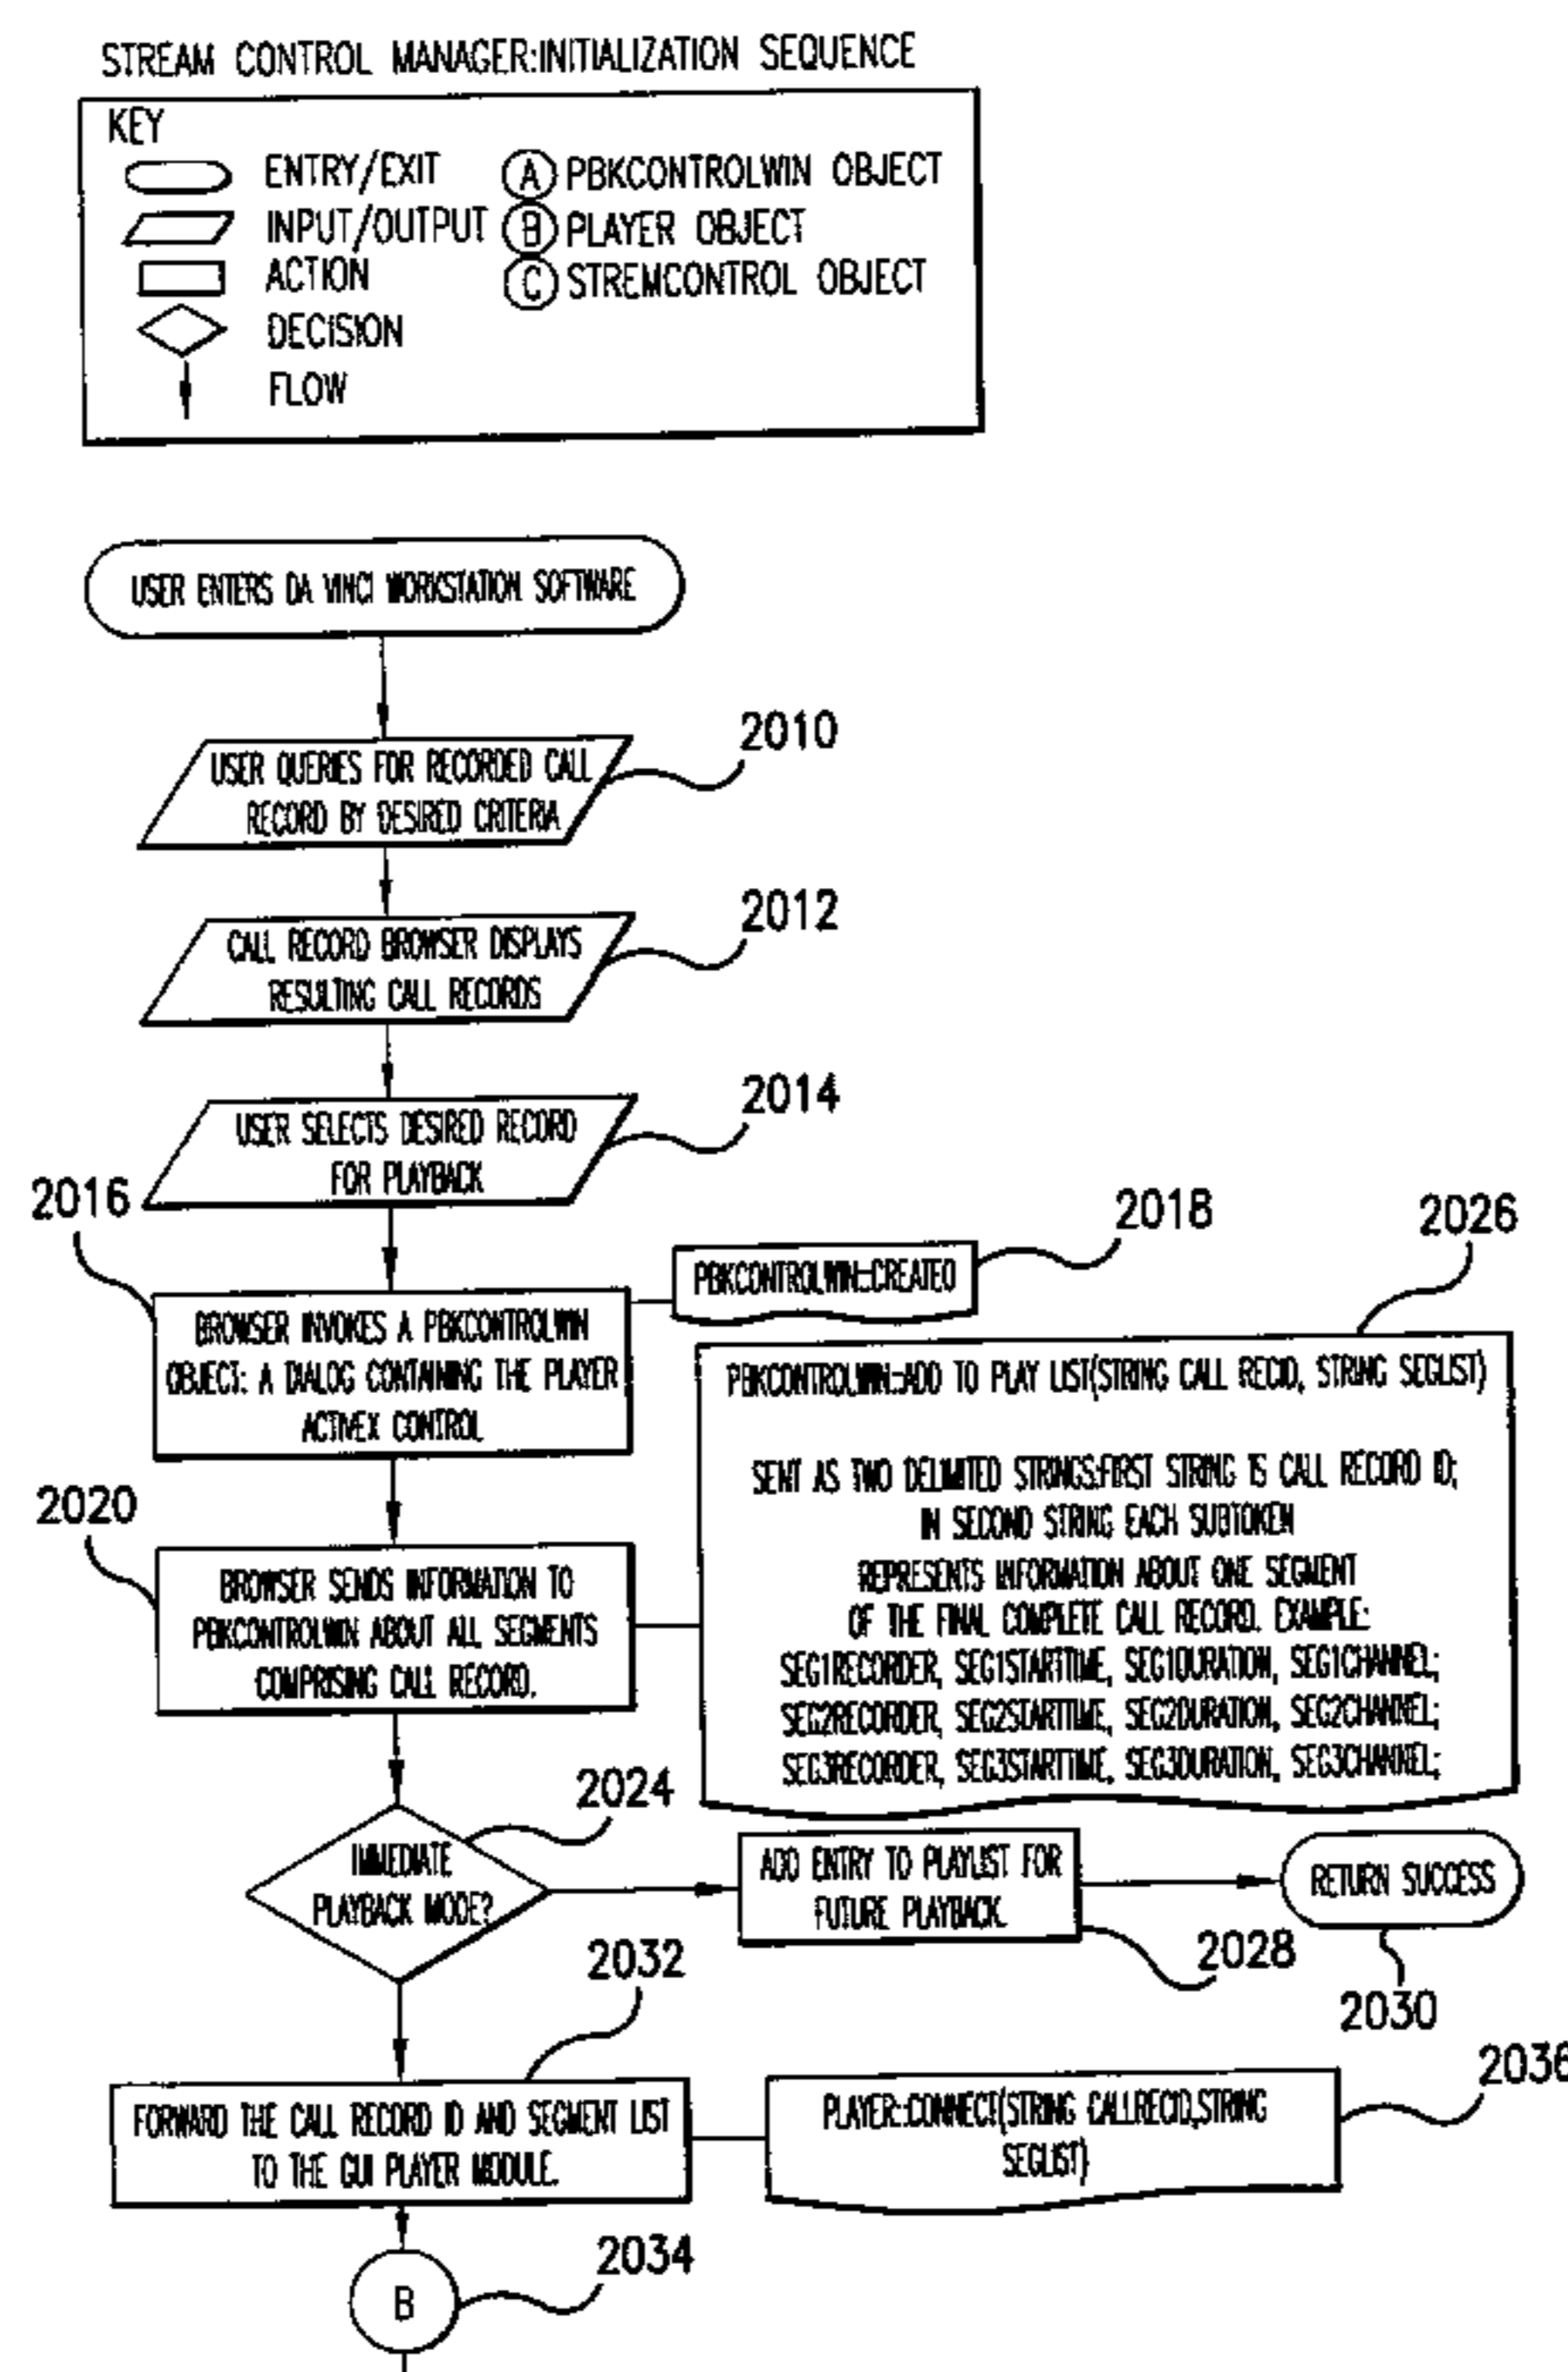 STREAM CONTROL MANAGER:INITIALIZATION SEQUENCE
KEY
ENTRY/EXIT
INPUT/OUTPUT
ACTION
DECISION
FLOW
A PBKCONTROLWIN OBJECT
B PLAYER OBJECT
C STREMCONTROL OBJECT
USER ENTERS DA VINCI WORKSTATION SOFTWARE
2010
USER QUERIES FOR RECORDED CALL
RECORD BY DESIRED CRITERIA
2012
CALL RECORD BROWSER DISPLAYS
RESULTING CALL RECORDS
2014
USER SELECTS DESIRED RECORD
FOR PLAYBACK
2016
BROWSER INVOKES A PBKCONTROLWIN
OBJECT: A DIALOG CONTAINING THE PLAYER
ACTIVEX CONTROL
2018
PBKCONTROLWIN::CREATE()
2026
PBKCONTROLWIN::ADD TO PLAY LIST(STRING CALL RECID, STRING SEGLIST)
SENT AS TWO DELIMITED STRINGS:FIRST STRING IS CALL RECORD ID;
IN SECOND STRING EACH SUBTOKEN
REPRESENTS INFORMATION ABOUT ONE SEGMENT
OF THE FINAL COMPLETE CALL RECORD. EXAMPLE:
SEG1RECORDER, SEG1STARTTIME, SEG1DURATION, SEG1CHANNEL;
SEG2RECORDER, SEG2STARTTIME, SEG2DURATION, SEG2CHANNEL;
SEG3RECORDER, SEG3STARTTIME, SEG3DURATION, SEG3CHANNEL;
2020
BROWSER SENDS INFORMATION TO
PBKCONTROLWIN ABOUT ALL SEGMENTS
COMPRISING CALL RECORD.
2024
IMMEDIATE
PLAYBACK MODE?
ADD ENTRY TO PLAYLIST FOR
FUTURE PLAYBACK.
2028
RETURN SUCCESS
2030
2032
FORWARD THE CALL RECORD ID AND SEGMENT LIST
TO THE GUI PLAYER MODULE.
2036
PLAYER::CONNECT(STRING CALLRECID,STRING
SEGLIST)
2034
B